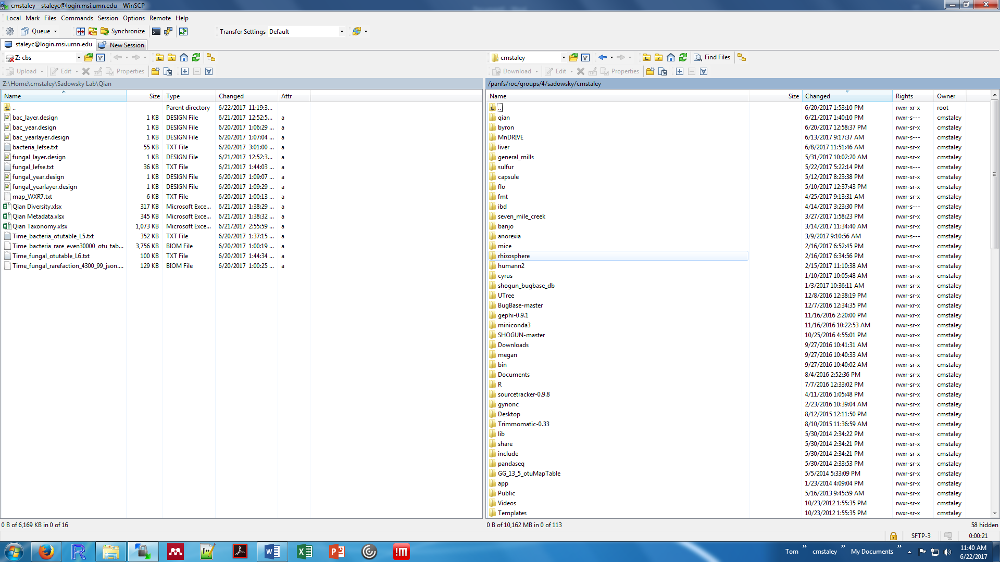 cmstaley - staleyc@login.msi.umn.edu - WinSCP
Local Mark Files Commands Session Options Remote Help
Queue Synchronize Transfer Settings Default
staleyc@login.msi.umn.edu New Session
Z: cbs
Upload Edit Properties
Z:\Home\cmstaley\Sadowsky Lab\Qian
Name Size Type Changed Attr
.. Parent directory 6/22/2017 11:19:3...
bac_layer.design 1 KB DESIGN File 6/21/2017 12:52:5... a
bac_year.design 1 KB DESIGN File 6/20/2017 1:06:29 ... a
bac_yearlayer.design 1 KB DESIGN File 6/20/2017 1:07:04 ... a
bacteria_lefse.txt 55 KB TXT File 6/20/2017 3:01:00 ... a
fungal_layer.design 1 KB DESIGN File 6/21/2017 12:52:3... a
fungal_lefse.txt 36 KB TXT File 6/21/2017 1:44:03 ... a
fungal_year.design 1 KB DESIGN File 6/20/2017 1:09:07 ... a
fungal_yearlayer.design 1 KB DESIGN File 6/20/2017 1:09:29 ... a
map_WXR7.txt 6 KB TXT File 6/20/2017 1:00:13 ... a
Qian Diversity.xlsx 317 KB Microsoft Exce... 6/21/2017 1:38:29 ... a
Qian Metadata.xlsx 345 KB Microsoft Exce... 6/21/2017 1:38:32 ... a
Qian Taxonomy.xlsx 1,073 KB Microsoft Exce... 6/21/2017 2:55:59 ... a
Time_bacteria_otutable_L5.txt 352 KB TXT File 6/20/2017 1:37:15 ... a
Time_bacteria_rare_even30000_otu_tab... 3,756 KB BIOM File 6/20/2017 1:00:19 ... a
Time_fungal_otutable_L6.txt 100 KB TXT File 6/20/2017 1:44:34 ... a
Time_fungal_rarefaction_4300_99_json.... 129 KB BIOM File 6/20/2017 1:00:25 ... a
0 B of 6,169 KB in 0 of 16
cmstaley Find Files
Download Edit Properties
/panfs/roc/groups/4/sadowsky/cmstaley
Name Size Changed Rights Owner
.. 6/20/2017 1:53:10 PM rwxr-xr-x root
qian 6/21/2017 1:40:10 PM rwxr-s--- cmstaley
byron 6/20/2017 12:58:37 PM rwxr-sr-x cmstaley
MnDRIVE 6/13/2017 9:17:37 AM rwxr-s--- cmstaley
liver 6/8/2017 11:51:46 AM rwxr-s--- cmstaley
general_mills 5/31/2017 10:02:20 AM rwxr-sr-x cmstaley
sulfur 5/22/2017 5:22:14 PM rwxr-s--- cmstaley
capsule 5/12/2017 8:23:38 PM rwxr-sr-x cmstaley
flo 5/10/2017 12:37:43 PM rwxr-sr-x cmstaley
fmt 4/25/2017 9:13:31 AM rwxr-sr-x cmstaley
ibd 4/14/2017 3:23:30 PM rwxr-s--- cmstaley
seven_mile_creek 3/27/2017 1:58:23 PM rwxr-sr-x cmstaley
banjo 3/14/2017 11:34:40 AM rwxr-sr-x cmstaley
anorexia 3/9/2017 9:10:56 AM rwxr-s--- cmstaley
mice 2/16/2017 6:52:45 PM rwxr-sr-x cmstaley
rhizosphere 2/16/2017 6:34:56 PM rwxr-sr-x cmstaley
humann2 2/15/2017 11:10:38 AM rwxr-sr-x cmstaley
cyrus 1/10/2017 10:05:48 AM rwxr-sr-x cmstaley
shogun_bugbase_db 1/3/2017 10:36:11 AM rwxr-sr-x cmstaley
UTree 12/8/2016 12:38:19 PM rwxr-sr-x cmstaley
BugBase-master 12/7/2016 12:34:35 PM rwxr-xr-x cmstaley
gephi-0.9.1 11/16/2016 2:20:00 PM rwxr-xr-x cmstaley
miniconda3 11/16/2016 10:22:53 AM rwxr-sr-x cmstaley
SHOGUN-master 10/25/2016 4:55:01 PM rwxr-xr-x cmstaley
Downloads 9/27/2016 10:41:31 AM rwxr-sr-x cmstaley
megan 9/27/2016 10:40:33 AM rwxr-sr-x cmstaley
bin 9/27/2016 10:40:02 AM rwxr-sr-x cmstaley
Documents 8/4/2016 2:52:36 PM rwxr-sr-x cmstaley
R 7/7/2016 12:33:02 PM rwxr-sr-x cmstaley
sourcetracker-0.9.8 4/11/2016 1:05:48 PM rwxr-sr-x cmstaley
gynonc 2/23/2016 10:39:04 AM rwxr-sr-x cmstaley
Desktop 8/12/2015 12:11:50 PM rwxr-sr-x cmstaley
Trimmomatic-0.33 8/10/2015 11:36:59 AM rwxr-sr-x cmstaley
lib 5/30/2014 2:34:22 PM rwxr-sr-x cmstaley
share 5/30/2014 2:34:21 PM rwxr-sr-x cmstaley
include 5/30/2014 2:34:21 PM rwxr-sr-x cmstaley
pandaseq 5/30/2014 2:33:53 PM rwxr-sr-x cmstaley
GG_13_5_otuMapTable 5/5/2014 5:33:09 PM rwxr-sr-x cmstaley
app 1/23/2014 4:09:04 PM rwxr-sr-x cmstaley
Public 5/16/2013 9:45:59 AM rwxr-sr-x cmstaley
Videos 10/23/2012 1:55:35 PM rwxr-sr-x cmstaley
Templates 10/23/2012 1:55:35 PM rwxr-sr-x cmstaley
0 B of 10,162 MB in 0 of 113 58 hidden
SFTP-3 0:00:21
Tom cmstaley My Documents 11:40 AM
6/22/2017